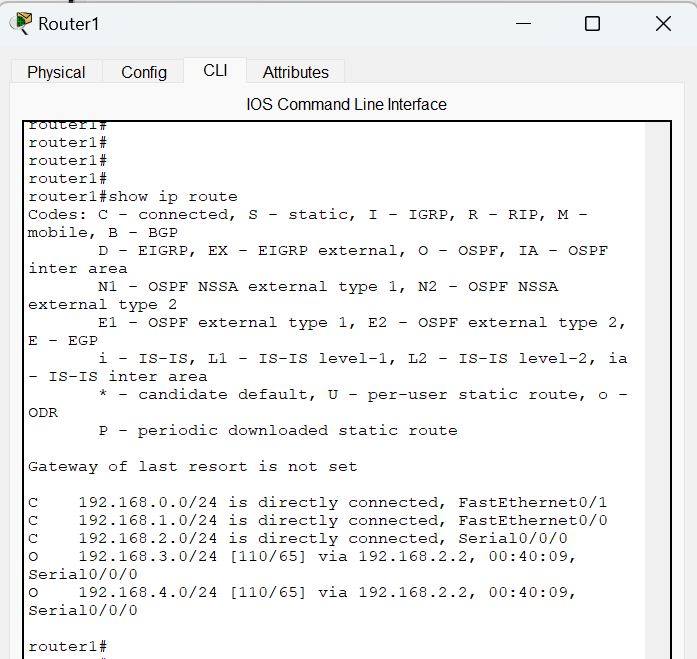 Router1
Physical Config CLI Attributes
IOS Command Line Interface
router1#
router1#
router1#
router1#
router1#show ip route
Codes: C - connected, S - static, I - IGRP, R - RIP, M -
mobile, B - BGP
D - EIGRP, EX - EIGRP external, O - OSPF, IA - OSPF
inter area
N1 - OSPF NSSA external type 1, N2 - OSPF NSSA
external type 2
E1 - OSPF external type 1, E2 - OSPF external type 2,
E - EGP
i - IS-IS, L1 - IS-IS level-1, L2 - IS-IS level-2, ia
- IS-IS inter area
* - candidate default, U - per-user static route, o -
ODR
P - periodic downloaded static route
Gateway of last resort is not set
C 192.168.0.0/24 is directly connected, FastEthernet0/1
C 192.168.1.0/24 is directly connected, FastEthernet0/0
C 192.168.2.0/24 is directly connected, Serial0/0/0
O 192.168.3.0/24 [110/65] via 192.168.2.2, 00:40:09,
Serial0/0/0
O 192.168.4.0/24 [110/65] via 192.168.2.2, 00:40:09,
Serial0/0/0
router1#